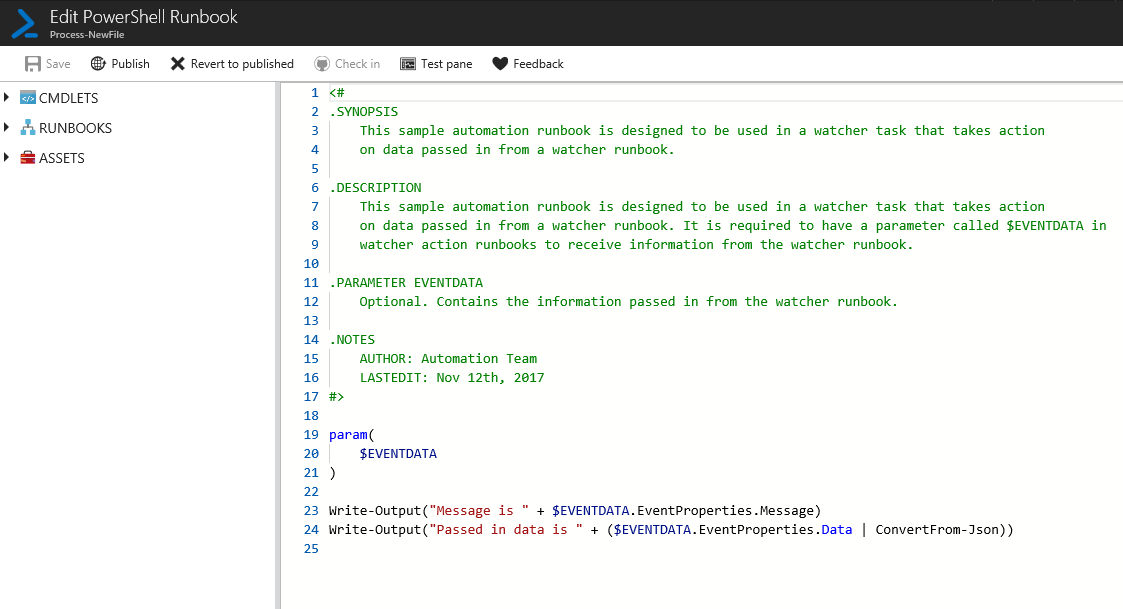 Edit PowerShell Runbook
Process-NewFile
Save Publish Revert to published Check in Test pane Feedback
CMDLETS
RUNBOOKS
ASSETS
1 <#
2 .SYNOPSIS
3     This sample automation runbook is designed to be used in a watcher task that takes action
4     on data passed in from a watcher runbook.
5
6 .DESCRIPTION
7     This sample automation runbook is designed to be used in a watcher task that takes action
8     on data passed in from a watcher runbook. It is required to have a parameter called $EVENTDATA in
9     watcher action runbooks to receive information from the watcher runbook.
10
11 .PARAMETER EVENTDATA
12     Optional. Contains the information passed in from the watcher runbook.
13
14 .NOTES
15     AUTHOR: Automation Team
16     LASTEDIT: Nov 12th, 2017
17 #>
18
19 param(
20     $EVENTDATA
21 )
22
23 Write-Output("Message is " + $EVENTDATA.EventProperties.Message)
24 Write-Output("Passed in data is " + ($EVENTDATA.EventProperties.Data | ConvertFrom-Json))
25